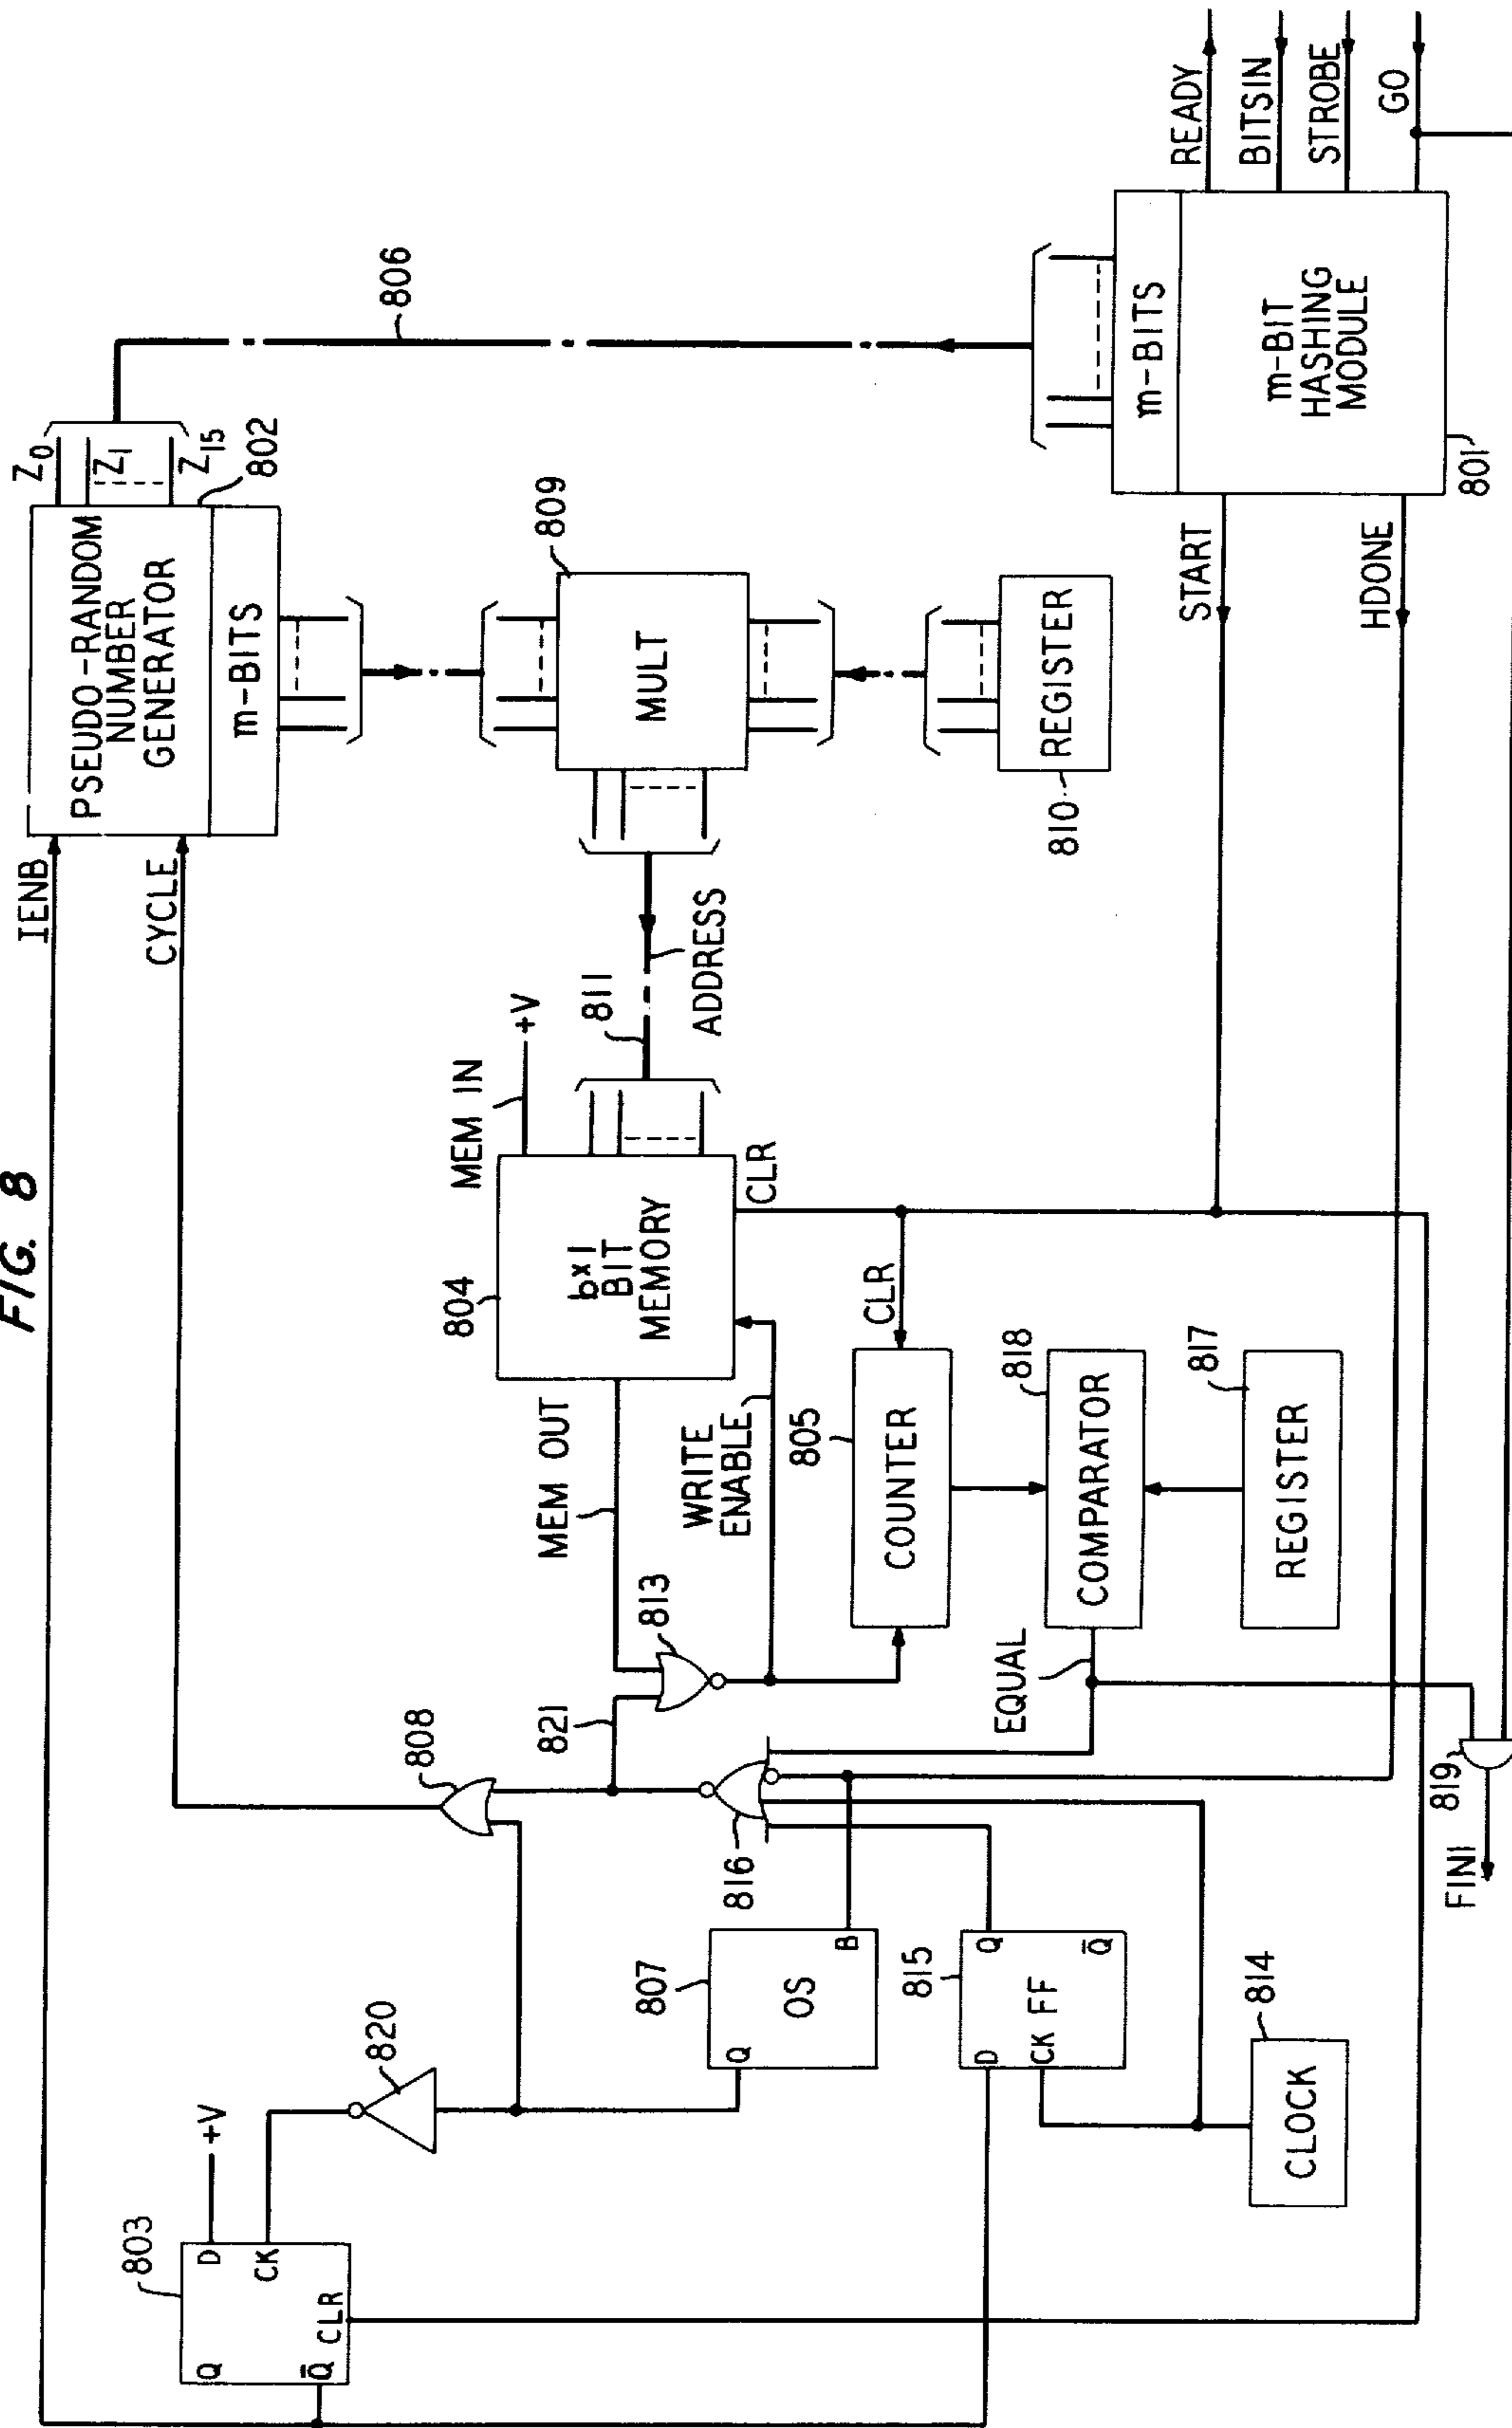 FIG. 8
IENB
CYCLE
PSEUDO-RANDOM
NUMBER
GENERATOR
m-BITS
Z0
Z1
Z15
802
806
803
D
+V
CK
Q
Q̅
CLR
820
808
821
813
MEM OUT
WRITE
ENABLE
804
b×1
BIT
MEMORY
MEM IN
+V
CLR
811
ADDRESS
809
MULT
810
REGISTER
807
OS
Q
B
816
EQUAL
805
COUNTER
CLR
818
COMPARATOR
817
REGISTER
815
D
CK
FF
Q
Q̅
814
CLOCK
819
FINI
START
HDONE
m-BITS
m-BIT
HASHING
MODULE
801
READY
BITSIN
STROBE
GO